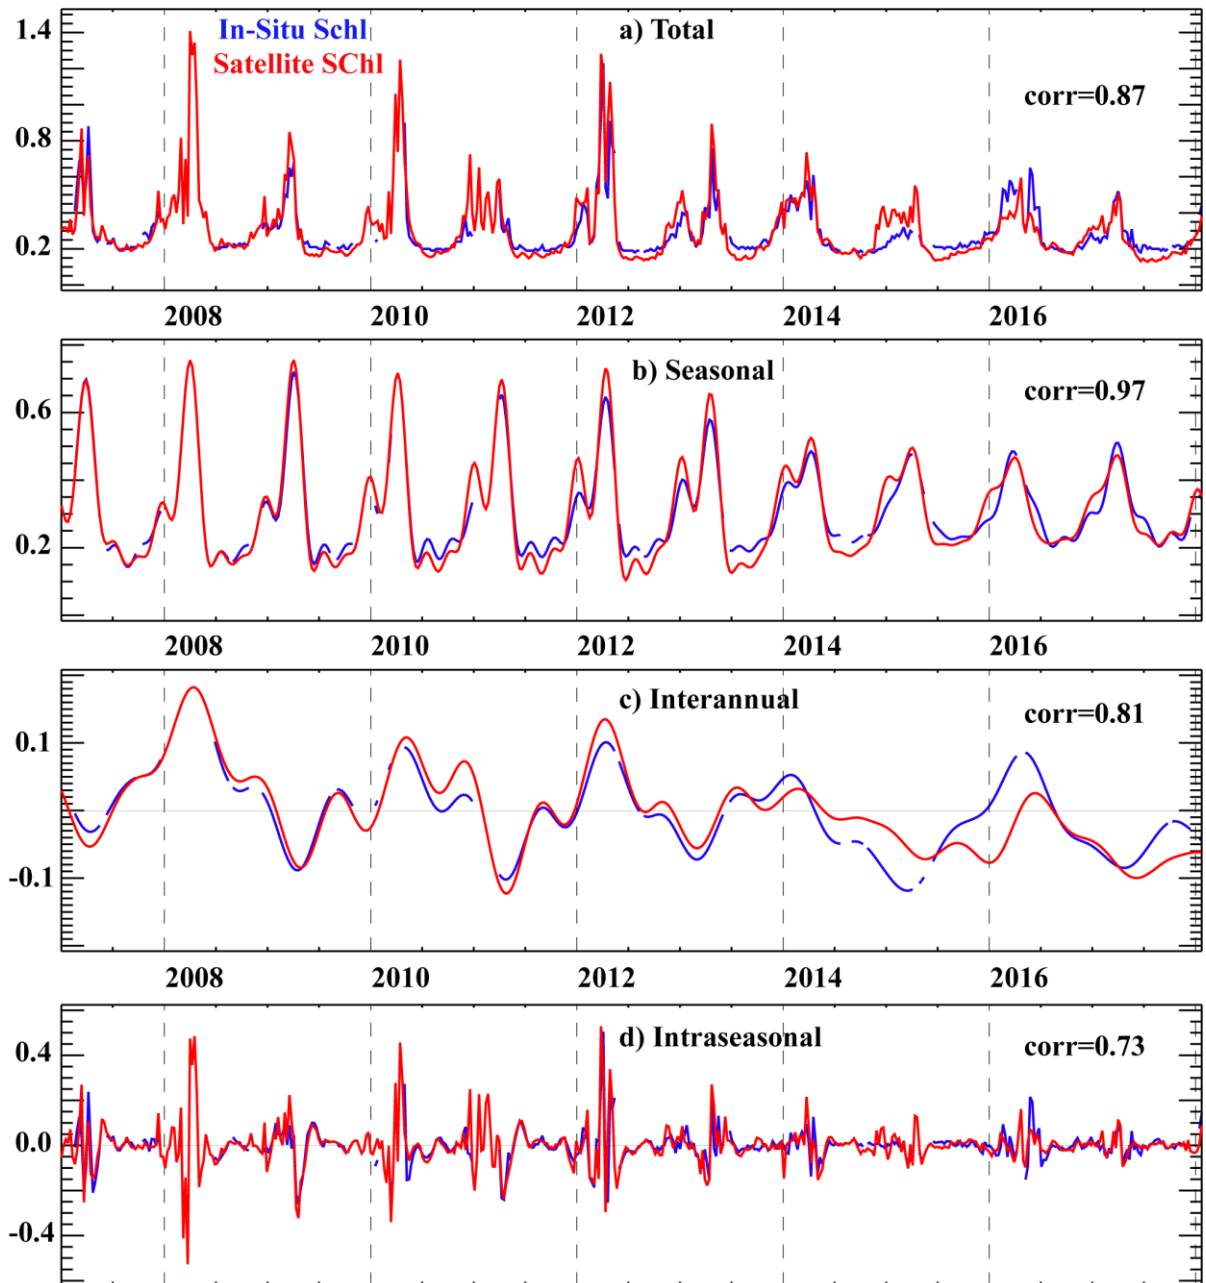 1.4
In-Situ Schl
a) Total
Satellite SChl
corr=0.87
0.8
0.2
2008 2010 2012 2014 2016
b) Seasonal
corr=0.97
0.6
0.2
2008 2010 2012 2014 2016
c) Interannual
corr=0.81
0.1
-0.1
2008 2010 2012 2014 2016
d) Intraseasonal
corr=0.73
0.4
0.0
-0.4